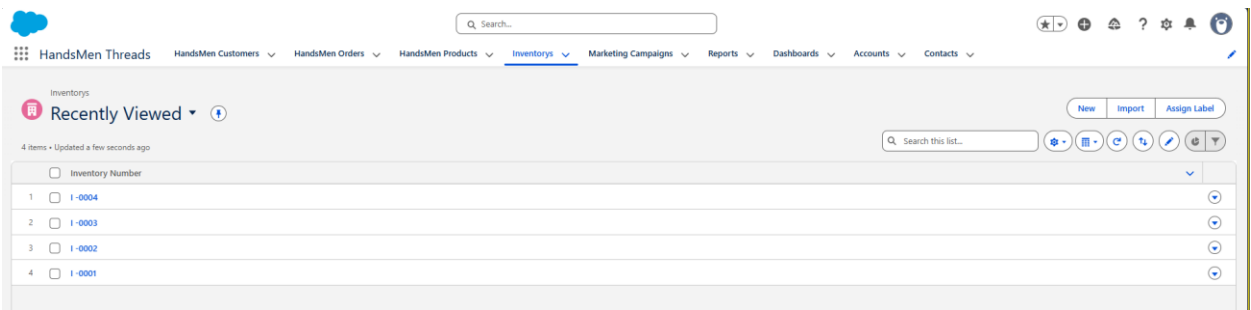 Search...
HandsMen Threads HandsMen Customers HandsMen Orders HandsMen Products Inventorys Marketing Campaigns Reports Dashboards Accounts Contacts
Inventorys
Recently Viewed
New Import Assign Label
4 items • Updated a few seconds ago
Search this list...
Inventory Number
1 I -0004
2 I -0003
3 I -0002
4 I -0001